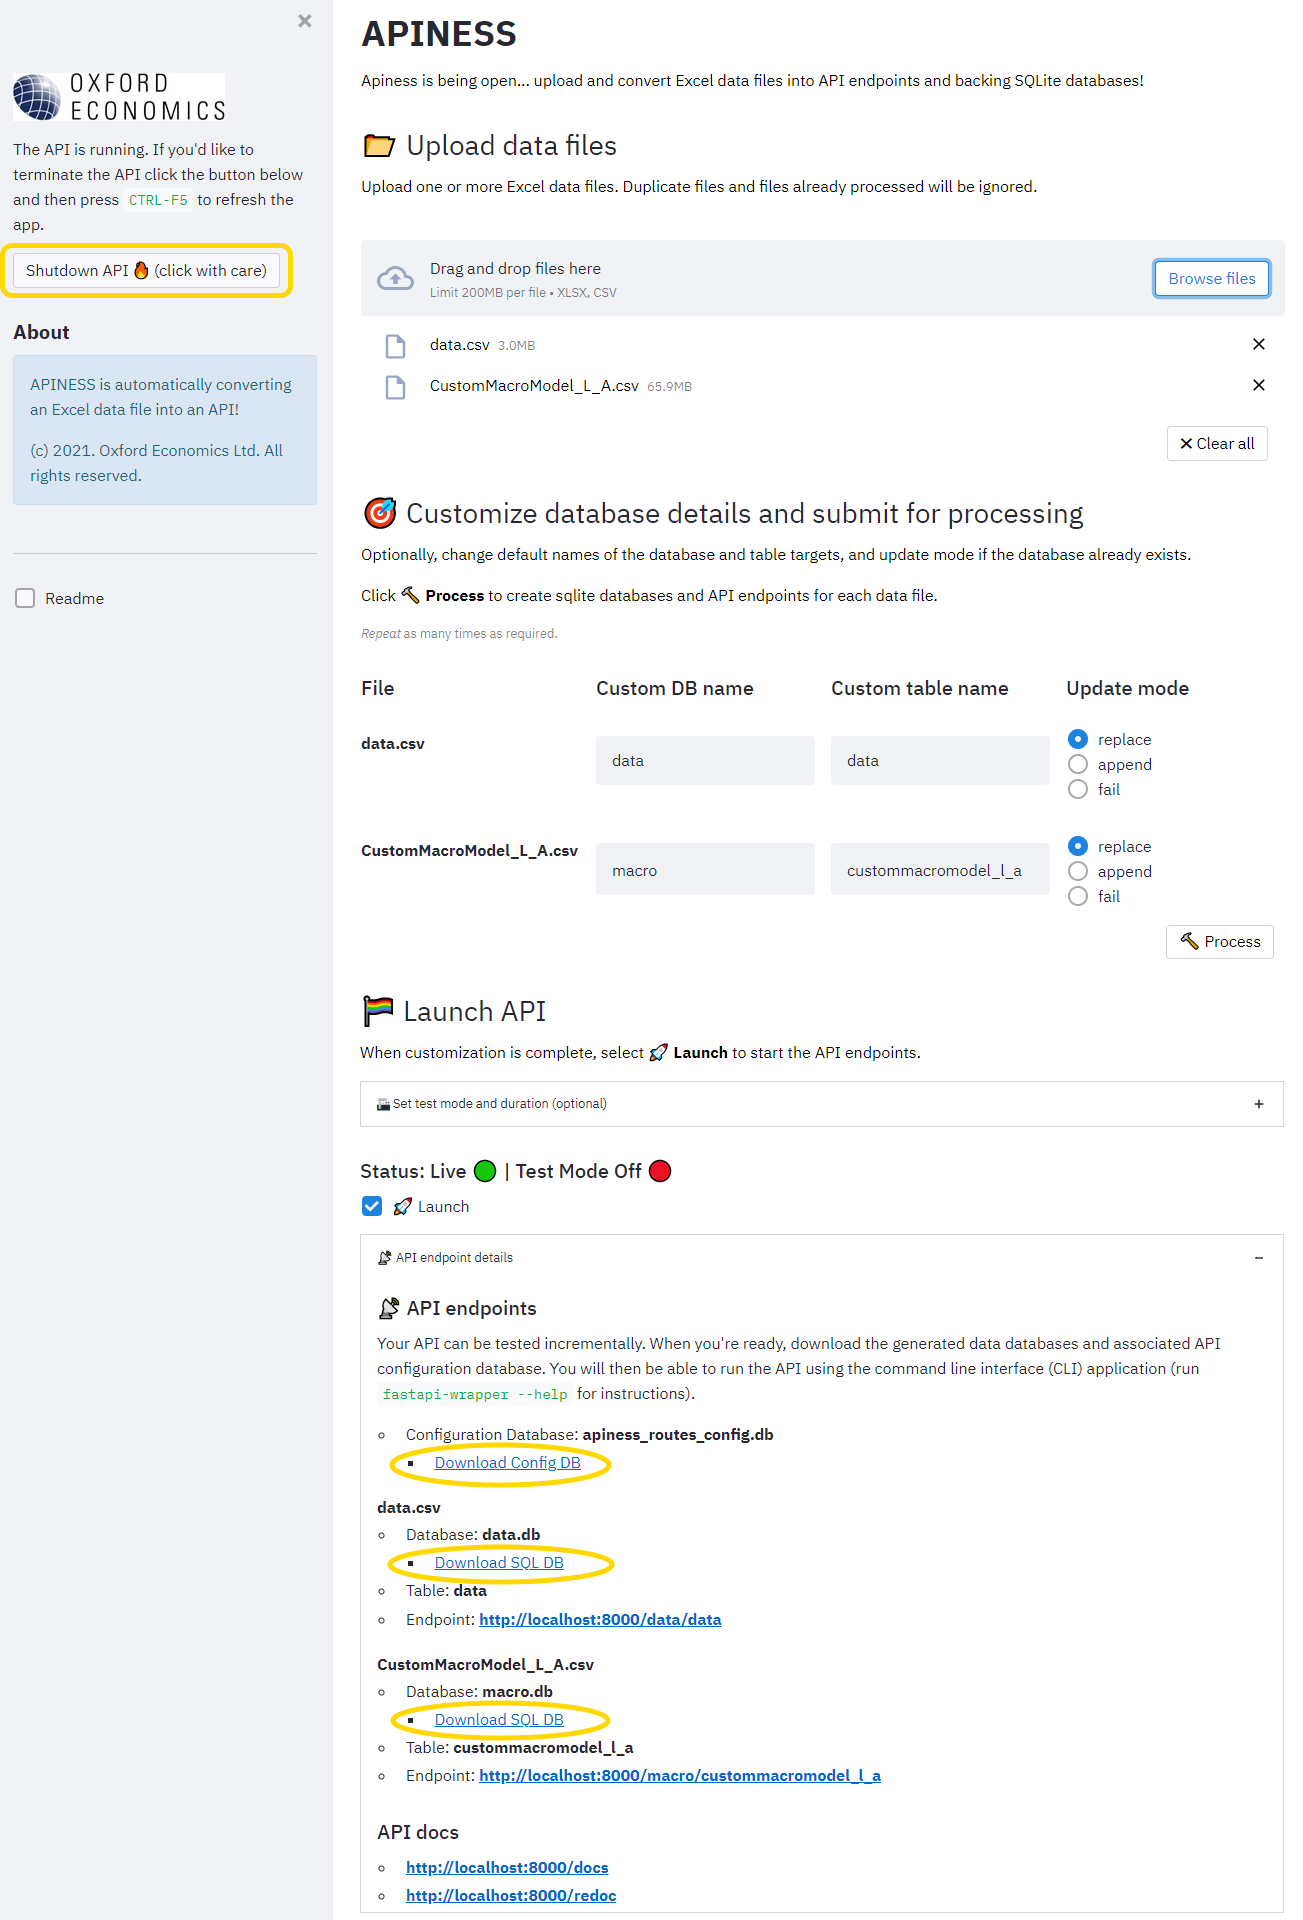 ×
OXFORD
ECONOMICS
The API is running. If you'd like to
terminate the API click the button below
and then press CTRL-F5 to refresh the
app.
Shutdown API 🔥 (click with care)
About
APINESS is automatically converting
an Excel data file into an API!
(c) 2021. Oxford Economics Ltd. All
rights reserved.
Readme
APINESS
Apiness is being open... upload and convert Excel data files into API endpoints and backing SQLite databases!
📂 Upload data files
Upload one or more Excel data files. Duplicate files and files already processed will be ignored.
Drag and drop files here
Limit 200MB per file • XLSX, CSV
Browse files
data.csv 3.0MB
CustomMacroModel_L_A.csv 65.9MB
✕ Clear all
🎯 Customize database details and submit for processing
Optionally, change default names of the database and table targets, and update mode if the database already exists.
Click 🔨 Process to create sqlite databases and API endpoints for each data file.
Repeat as many times as required.
File Custom DB name Custom table name Update mode
data.csv data data
replace
append
fail
CustomMacroModel_L_A.csv macro custommacromodel_l_a
replace
append
fail
🔨 Process
🏳️‍🌈 Launch API
When customization is complete, select 🚀 Launch to start the API endpoints.
Set test mode and duration (optional) +
Status: Live 🟢 | Test Mode Off 🔴
🚀 Launch
📡 API endpoint details −
📡 API endpoints
Your API can be tested incrementally. When you're ready, download the generated data databases and associated API
configuration database. You will then be able to run the API using the command line interface (CLI) application (run
fastapi-wrapper --help for instructions).
Configuration Database: apiness_routes_config.db
Download Config DB
data.csv
Database: data.db
Download SQL DB
Table: data
Endpoint: http://localhost:8000/data/data
CustomMacroModel_L_A.csv
Database: macro.db
Download SQL DB
Table: custommacromodel_l_a
Endpoint: http://localhost:8000/macro/custommacromodel_l_a
API docs
http://localhost:8000/docs
http://localhost:8000/redoc